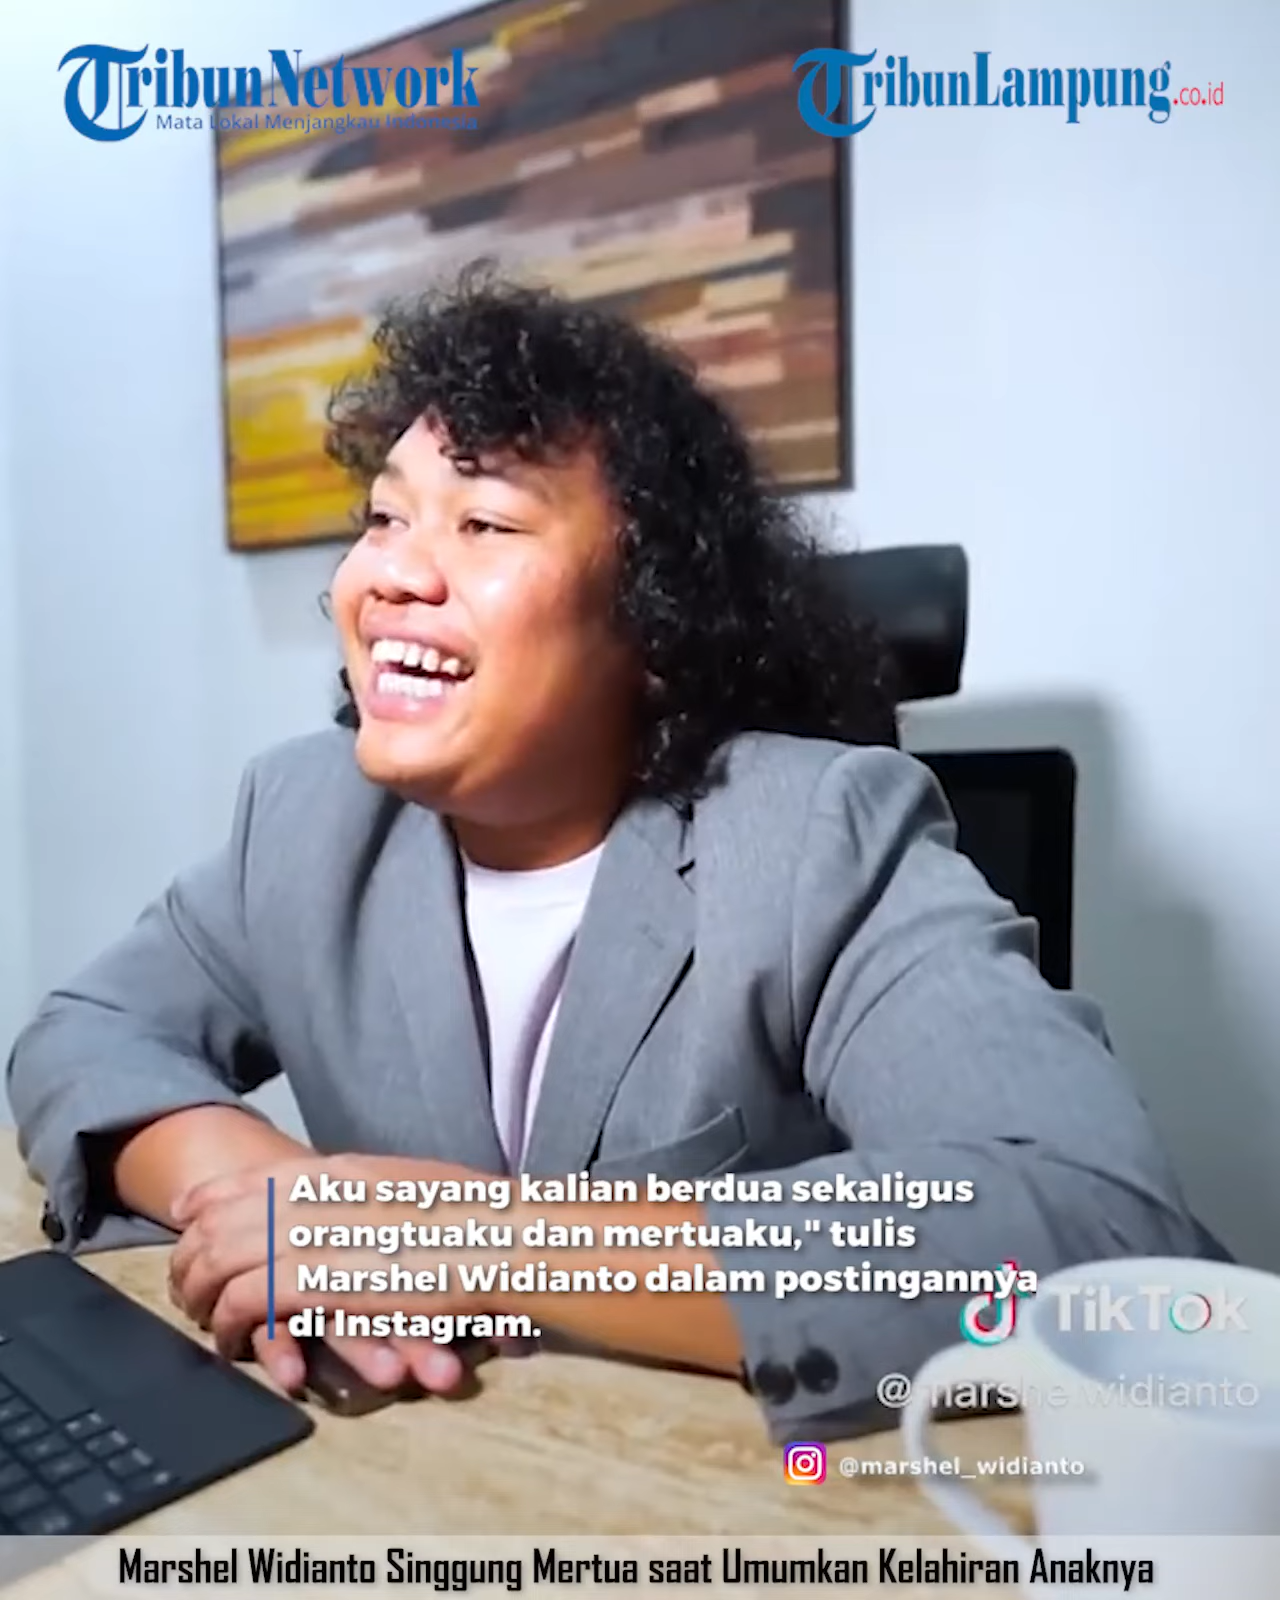 TribunNetwork
Mata Lokal Menjangkau Indonesia
TribunLampung.co.id
Aku sayang kalian berdua sekaligus
orangtuaku dan mertuaku," tulis
Marshel Widianto dalam postingannya
di Instagram.
TikTok
@marshelwidianto
@marshel_widianto
Marshel Widianto Singgung Mertua saat Umumkan Kelahiran Anaknya